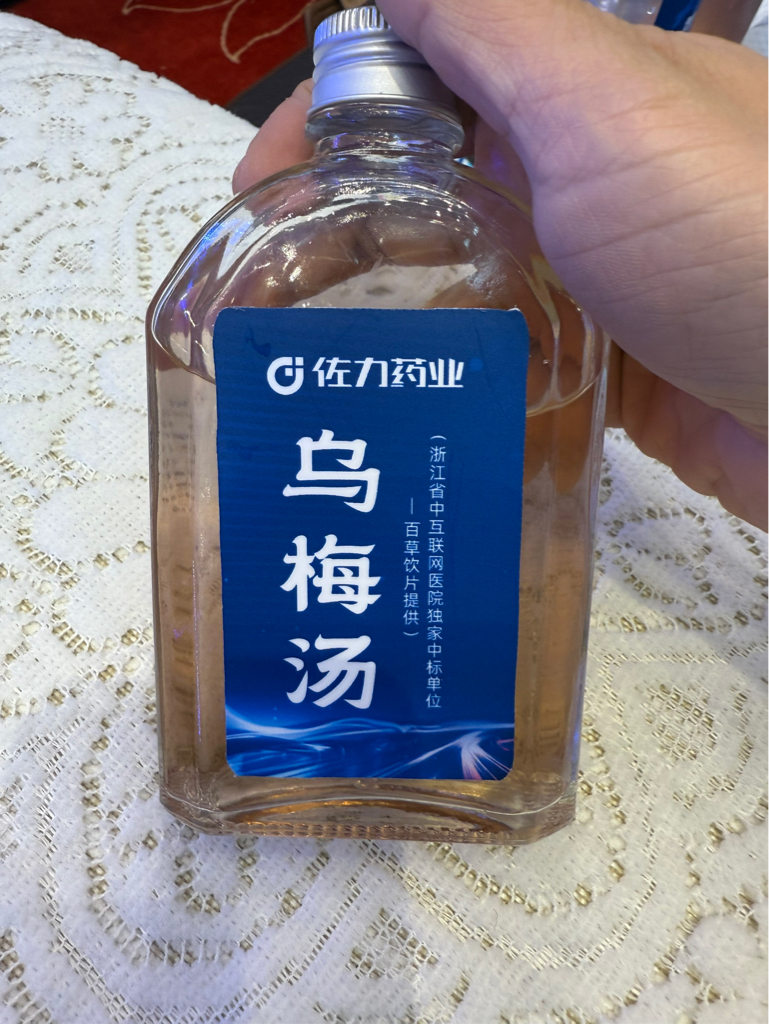 佐力药业
乌梅汤
（浙江省中互联网医院独家中标单位
—百草饮片提供）